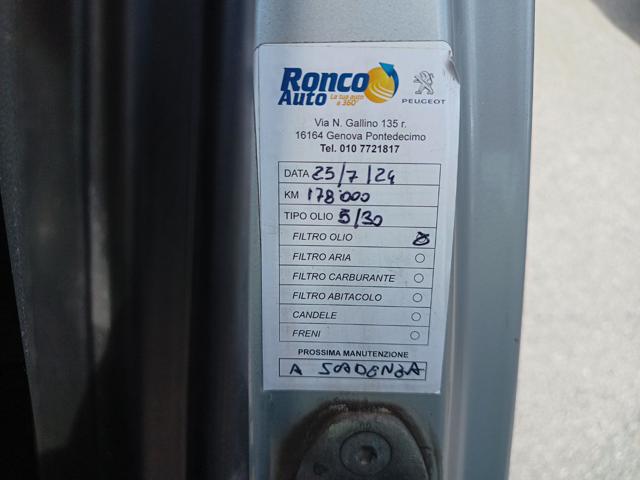 Ronco
Auto
La tua auto
a 360°
PEUGEOT
Via N. Gallino 135 r.
16164 Genova Pontedecimo
Tel. 010 7721817
DATA 25/7/24
KM 178'000
TIPO OLIO 5/30
FILTRO OLIO
FILTRO ARIA
FILTRO CARBURANTE
FILTRO ABITACOLO
CANDELE
FRENI
PROSSIMA MANUTENZIONE
A SCADENZA